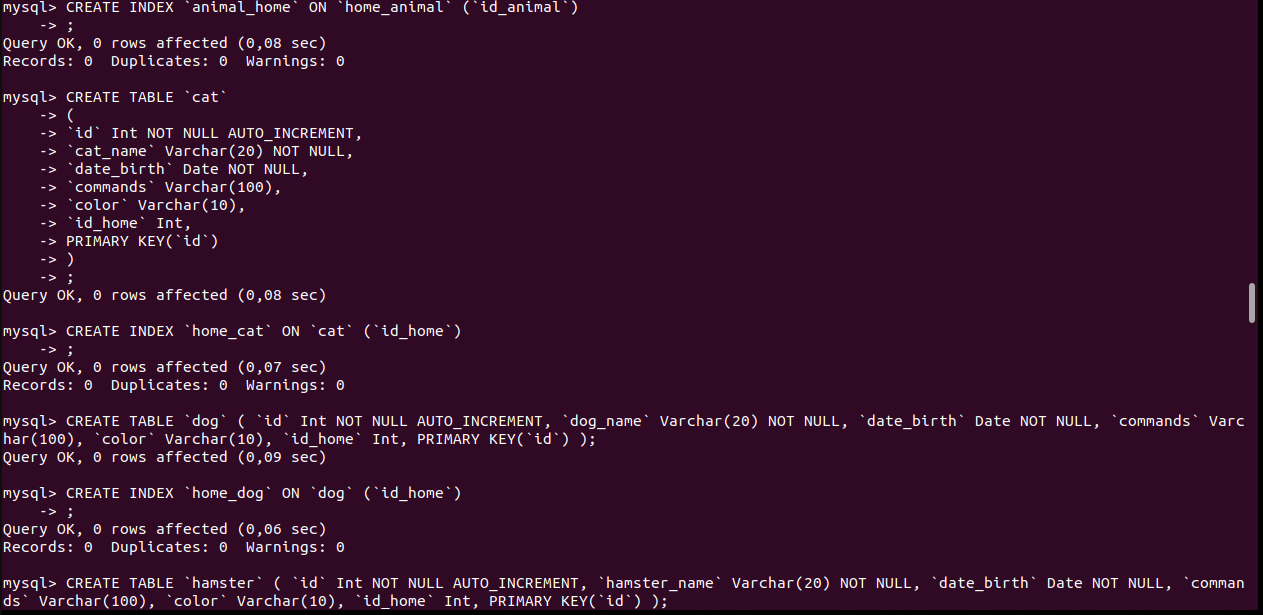 mysql> CREATE INDEX `animal_home` ON `home_animal` (`id_animal`)
    -> ;
Query OK, 0 rows affected (0,08 sec)
Records: 0  Duplicates: 0  Warnings: 0

mysql> CREATE TABLE `cat`
    -> (
    -> `id` Int NOT NULL AUTO_INCREMENT,
    -> `cat_name` Varchar(20) NOT NULL,
    -> `date_birth` Date NOT NULL,
    -> `commands` Varchar(100),
    -> `color` Varchar(10),
    -> `id_home` Int,
    -> PRIMARY KEY(`id`)
    -> )
    -> ;
Query OK, 0 rows affected (0,08 sec)

mysql> CREATE INDEX `home_cat` ON `cat` (`id_home`)
    -> ;
Query OK, 0 rows affected (0,07 sec)
Records: 0  Duplicates: 0  Warnings: 0

mysql> CREATE TABLE `dog` ( `id` Int NOT NULL AUTO_INCREMENT, `dog_name` Varchar(20) NOT NULL, `date_birth` Date NOT NULL, `commands` Varc
har(100), `color` Varchar(10), `id_home` Int, PRIMARY KEY(`id`) );
Query OK, 0 rows affected (0,09 sec)

mysql> CREATE INDEX `home_dog` ON `dog` (`id_home`)
    -> ;
Query OK, 0 rows affected (0,06 sec)
Records: 0  Duplicates: 0  Warnings: 0

mysql> CREATE TABLE `hamster` ( `id` Int NOT NULL AUTO_INCREMENT, `hamster_name` Varchar(20) NOT NULL, `date_birth` Date NOT NULL, `comman
ds` Varchar(100), `color` Varchar(10), `id_home` Int, PRIMARY KEY(`id`) );